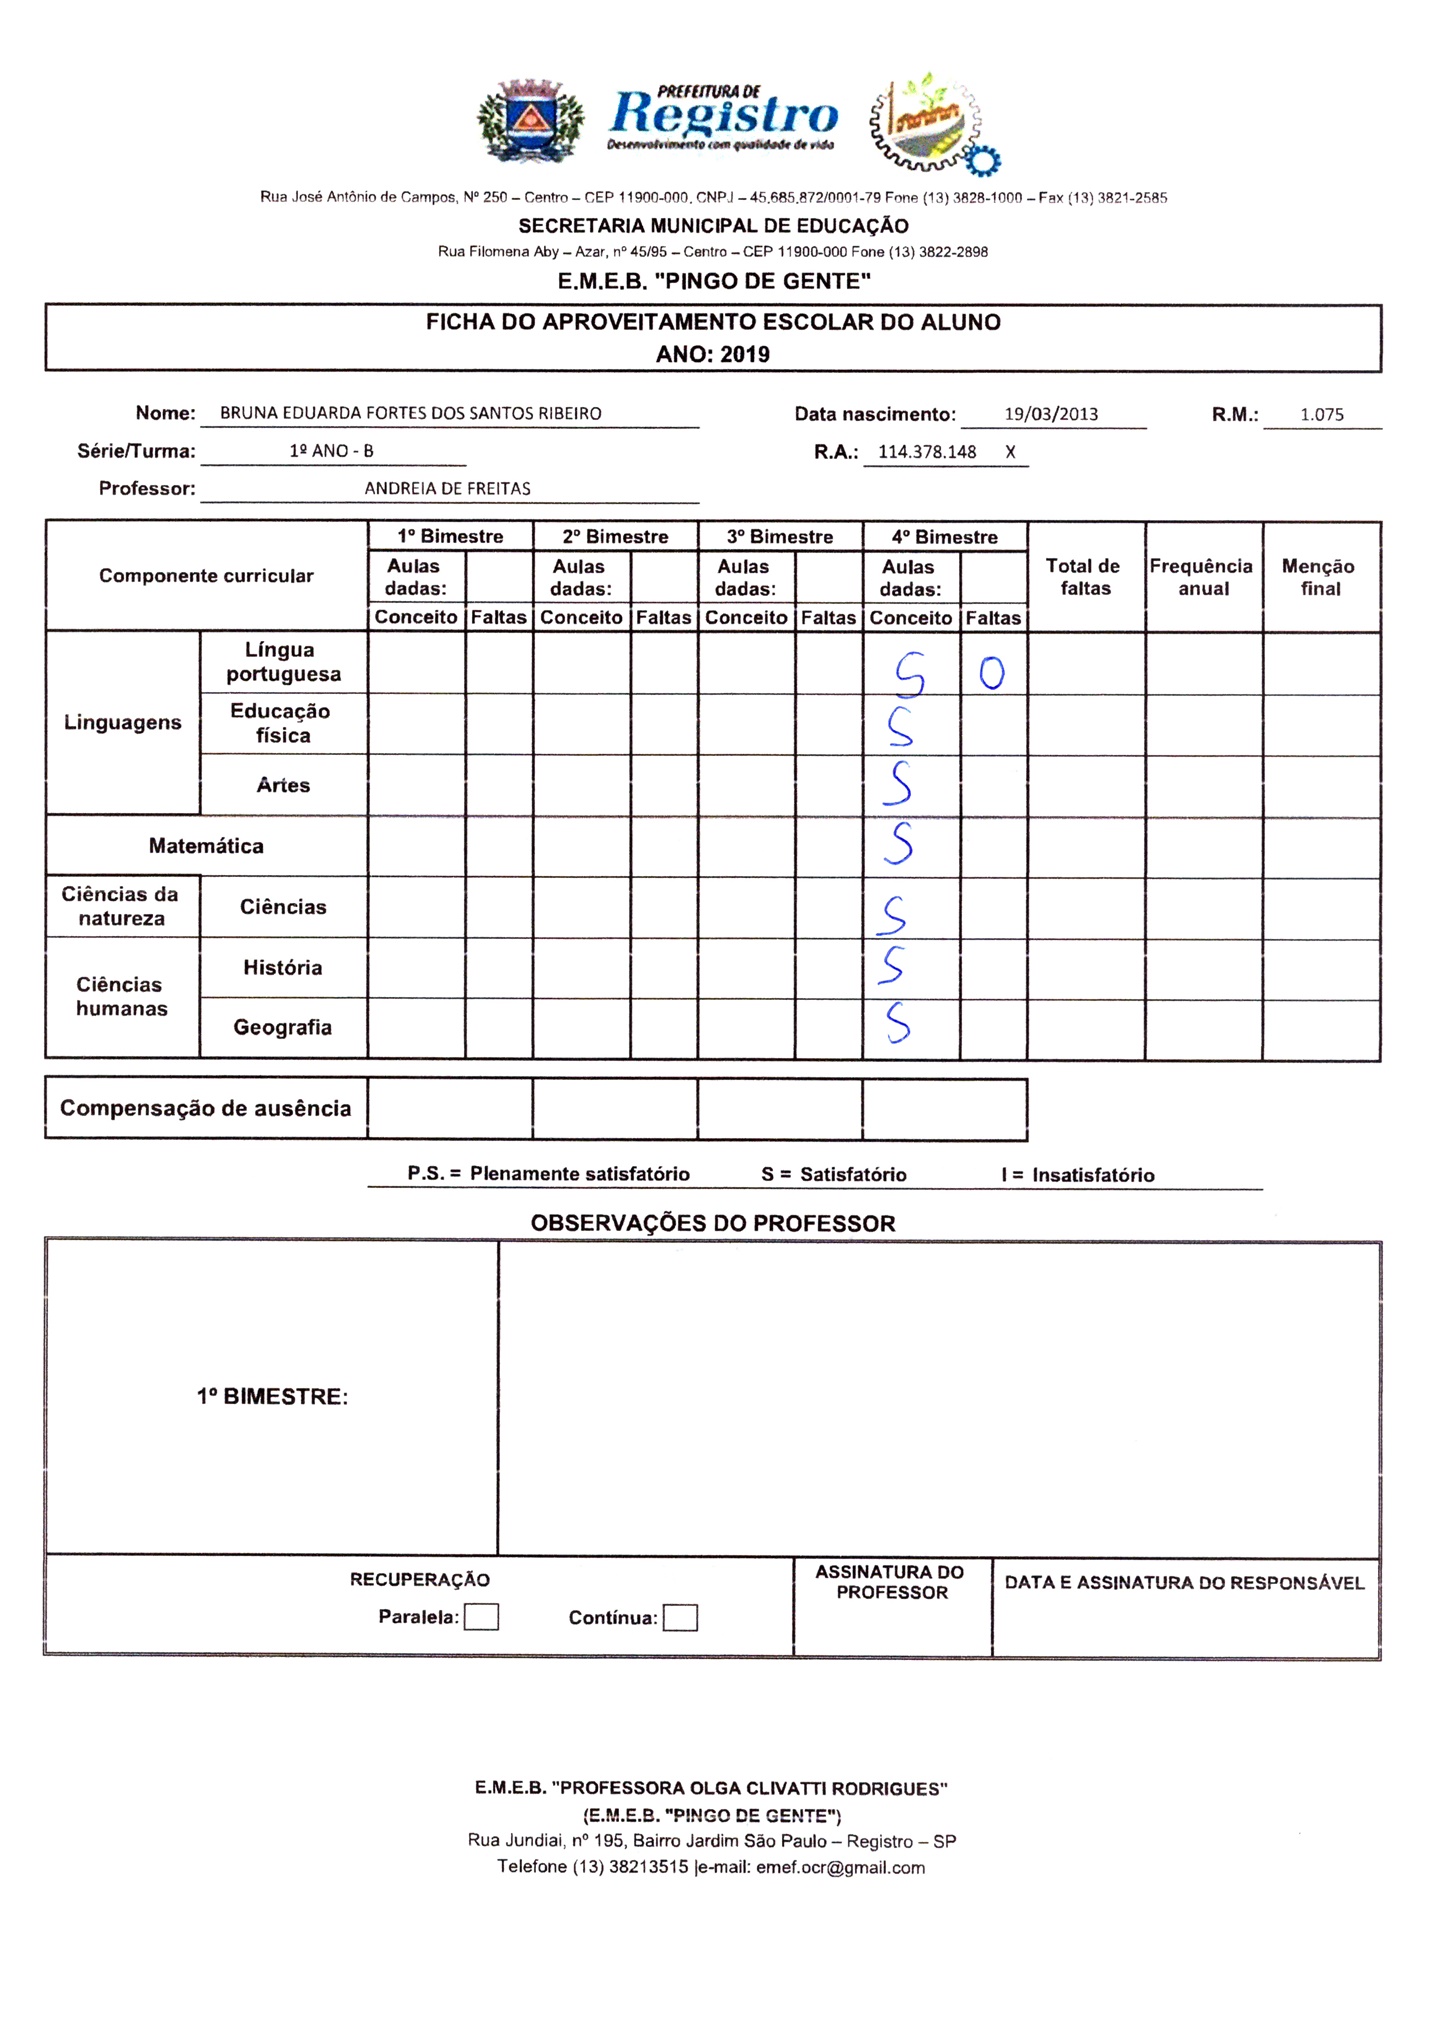 PREFEITURA DE
Registro
Desenvolvimento com qualidade de vida
Rua José Antônio de Campos, Nº 250 – Centro – CEP 11900-000, CNPJ – 45.685.872/0001-79 Fone (13) 3828-1000 – Fax (13) 3821-2585
SECRETARIA MUNICIPAL DE EDUCAÇÃO
Rua Filomena Aby – Azar, nº 45/95 – Centro – CEP 11900-000 Fone (13) 3822-2898
E.M.E.B. "PINGO DE GENTE"
FICHA DO APROVEITAMENTO ESCOLAR DO ALUNO
ANO: 2019
Nome: BRUNA EDUARDA FORTES DOS SANTOS RIBEIRO Data nascimento: 19/03/2013 R.M.: 1.075
Série/Turma: 1º ANO - B R.A.: 114.378.148 X
Professor: ANDREIA DE FREITAS
Componente curricular
1º Bimestre 2º Bimestre 3º Bimestre 4º Bimestre
Aulas dadas: Aulas dadas: Aulas dadas: Aulas dadas:
Total de faltas Frequência anual Menção final
Conceito Faltas Conceito Faltas Conceito Faltas Conceito Faltas
Linguagens
Língua portuguesa S 0
Educação física S
Artes S
Matemática S
Ciências da natureza Ciências S
Ciências humanas
História S
Geografia S
Compensação de ausência
P.S. = Plenamente satisfatório S = Satisfatório I = Insatisfatório
OBSERVAÇÕES DO PROFESSOR
1º BIMESTRE:
RECUPERAÇÃO
Paralela: Contínua:
ASSINATURA DO PROFESSOR
DATA E ASSINATURA DO RESPONSÁVEL
E.M.E.B. "PROFESSORA OLGA CLIVATTI RODRIGUES"
(E.M.E.B. "PINGO DE GENTE")
Rua Jundiai, nº 195, Bairro Jardim São Paulo – Registro – SP
Telefone (13) 38213515 |e-mail: emef.ocr@gmail.com